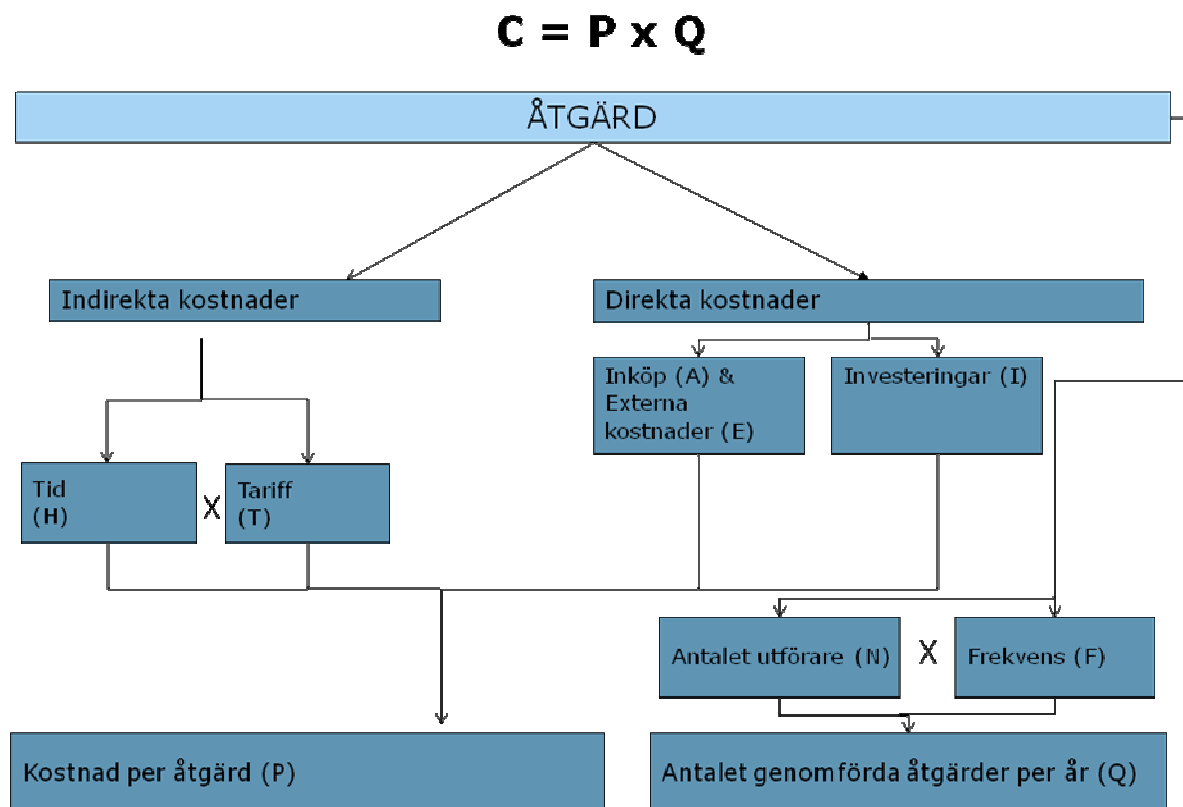 C = P x Q
ÅTGÄRD
Indirekta kostnader
Direkta kostnader
Inköp (A) &
Externa
kostnader (E)
Investeringar (I)
Tid
(H)
X
Tariff
(T)
Antalet utförare (N)
X
Frekvens (F)
Kostnad per åtgärd (P)
Antalet genomförda åtgärder per år (Q)